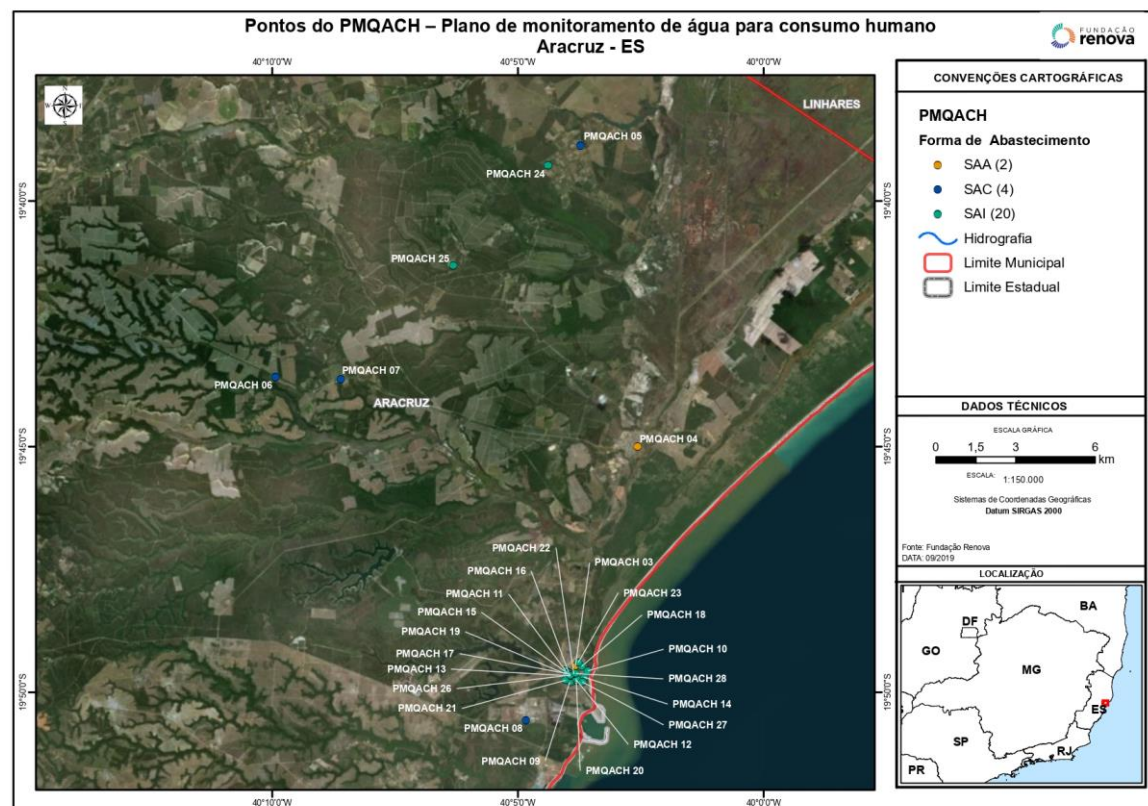 Pontos do PMQACH – Plano de monitoramento de água para consumo humano
Aracruz - ES
FUNDAÇÃO
renova
40°10'0"W
40°5'0"W
40°0'0"W
19°40'0"S
19°45'0"S
19°50'0"S
19°40'0"S
19°45'0"S
19°50'0"S
40°10'0"W
40°5'0"W
40°0'0"W
N
S
W
LINHARES
PMQACH 05
PMQACH 24
PMQACH 25
PMQACH 07
PMQACH 06
ARACRUZ
PMQACH 04
PMQACH 22
PMQACH 03
PMQACH 16
PMQACH 11
PMQACH 23
PMQACH 15
PMQACH 18
PMQACH 19
PMQACH 17
PMQACH 10
PMQACH 13
PMQACH 28
PMQACH 26
PMQACH 14
PMQACH 21
PMQACH 27
PMQACH 08
PMQACH 12
PMQACH 09
PMQACH 20
CONVENÇÕES CARTOGRÁFICAS
PMQACH
Forma de Abastecimento
SAA (2)
SAC (4)
SAI (20)
Hidrografia
Limite Municipal
Limite Estadual
DADOS TÉCNICOS
ESCALA GRÁFICA
0 1,5 3 6
km
ESCALA: 1:150.000
Sistemas de Coordenadas Geográficas
Datum SIRGAS 2000
Fonte: Fundação Renova
DATA: 09/2019
LOCALIZAÇÃO
BA
DF
GO
MG
ES
SP
RJ
PR